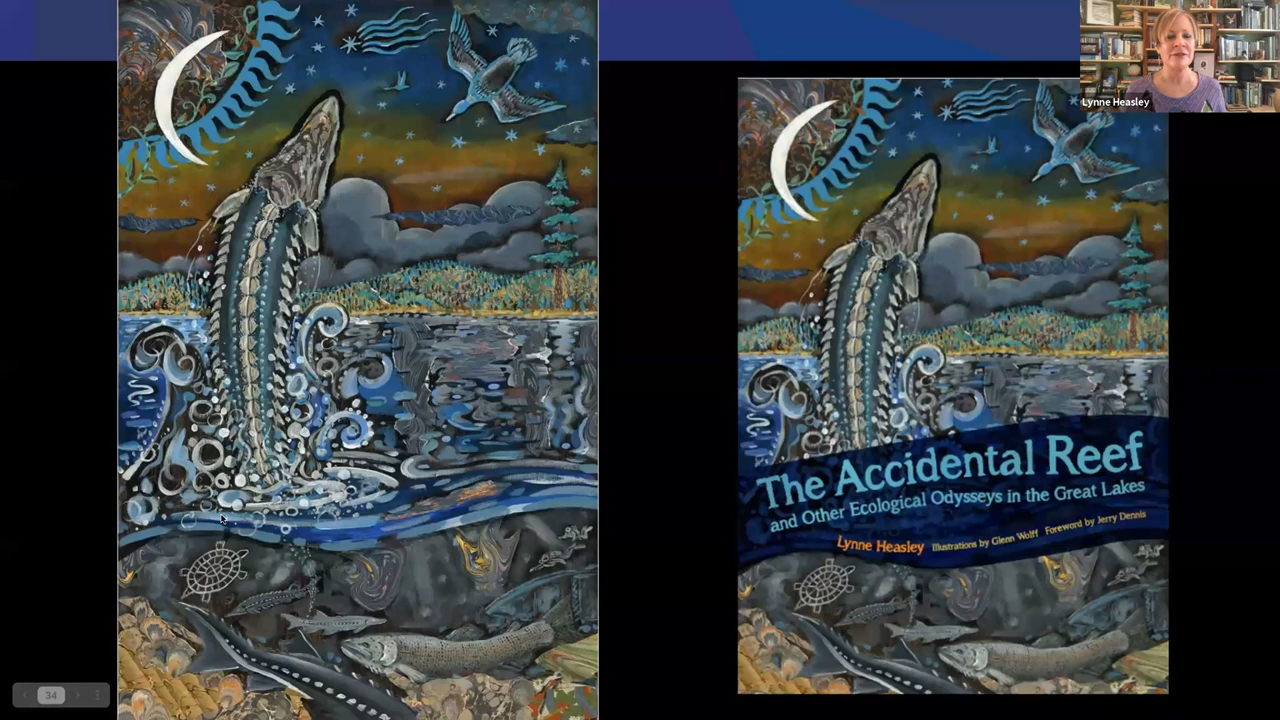 Lynne Heasley
The Accidental Reef
and Other Ecological Odysseys in the Great Lakes
Lynne Heasley Illustrations by Glenn Wolff Foreword by Jerry Dennis
34